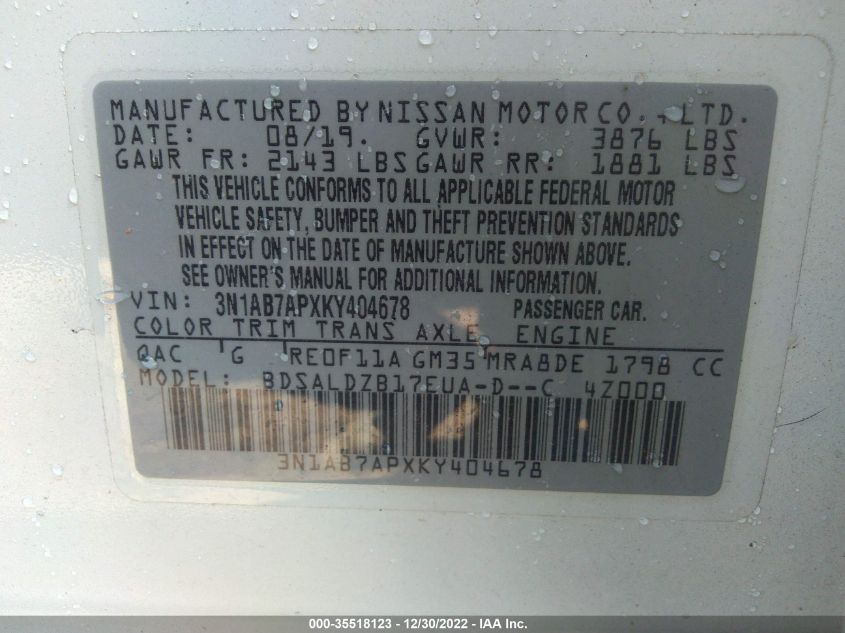 MANUFACTURED BY NISSAN MOTOR CO., LTD.
DATE: 08/19. GVWR: 3876 LBS
GAWR FR: 2143 LBS GAWR RR: 1881 LBS
THIS VEHICLE CONFORMS TO ALL APPLICABLE FEDERAL MOTOR
VEHICLE SAFETY, BUMPER AND THEFT PREVENTION STANDARDS
IN EFFECT ON THE DATE OF MANUFACTURE SHOWN ABOVE.
SEE OWNER'S MANUAL FOR ADDITIONAL INFORMATION.
VIN: 3N1AB7APXKY404678 PASSENGER CAR.
COLOR TRIM TRANS AXLE ENGINE
QAC G RE0F11A GM35 MRA8DE 1798 CC
MODEL: BDSALDZB17EUA-D--C 4Z000
3N1AB7APXKY404678
000-35518123 - 12/30/2022 - IAA Inc.